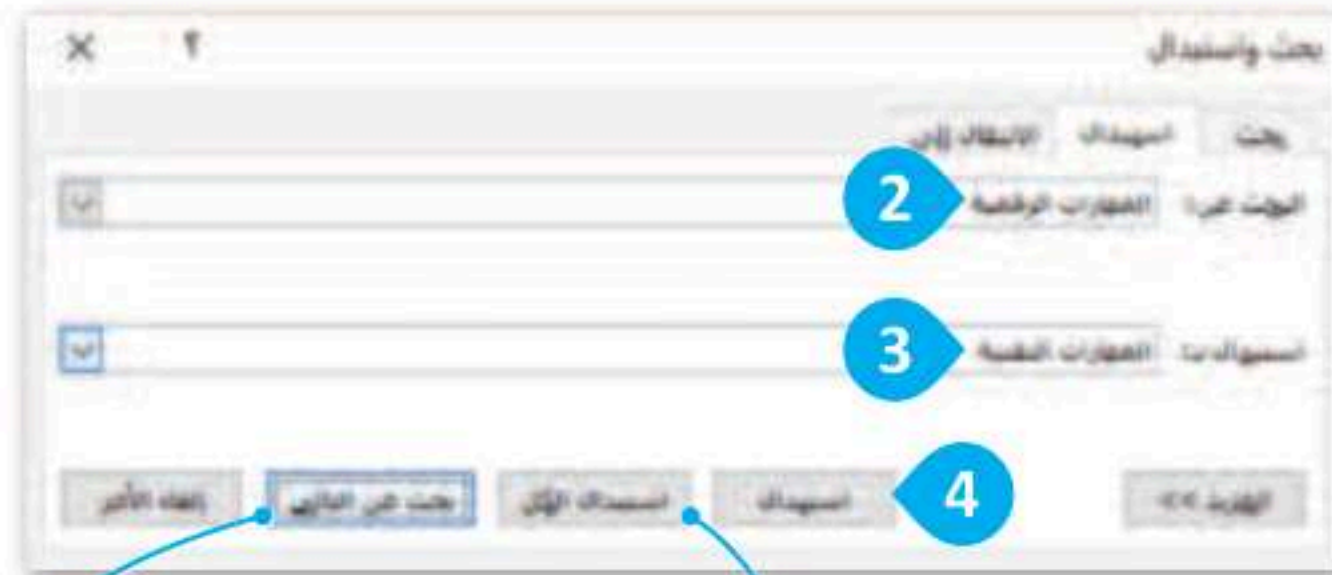 بحث واستبدال ؟ ×
بحث استبدال الانتقال إلى
البحث عن: المهارات الرقمية 2
استبدال بـ: المهارات التقنية 3
المزيد >> 4 استبدال استبدال الكل بحث عن التالي إلغاء الأمر